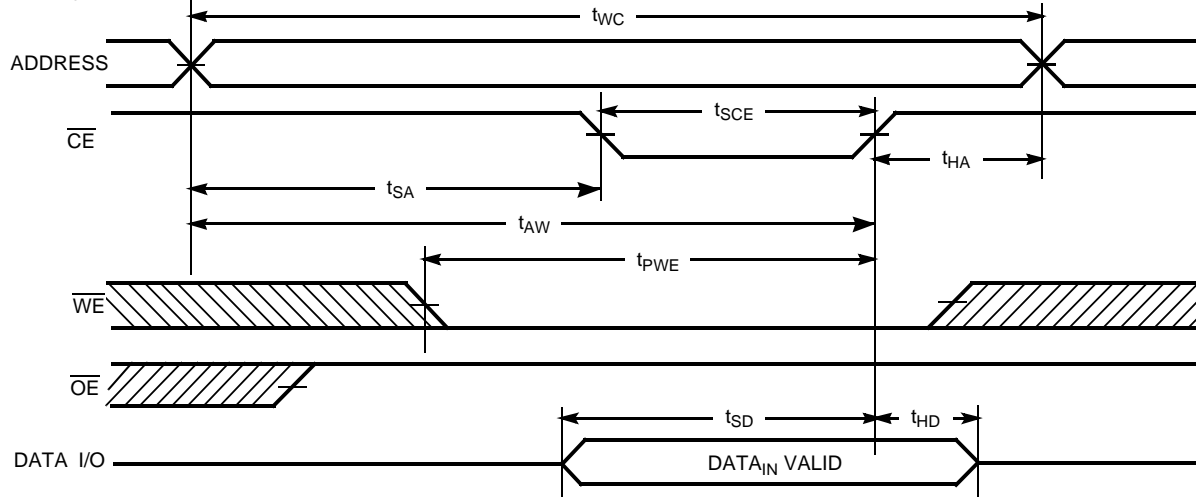 tWC
ADDRESS
tSCE
CE
tHA
tSA
tAW
tPWE
WE
OE
tSD
tHD
DATA I/O
DATAIN VALID